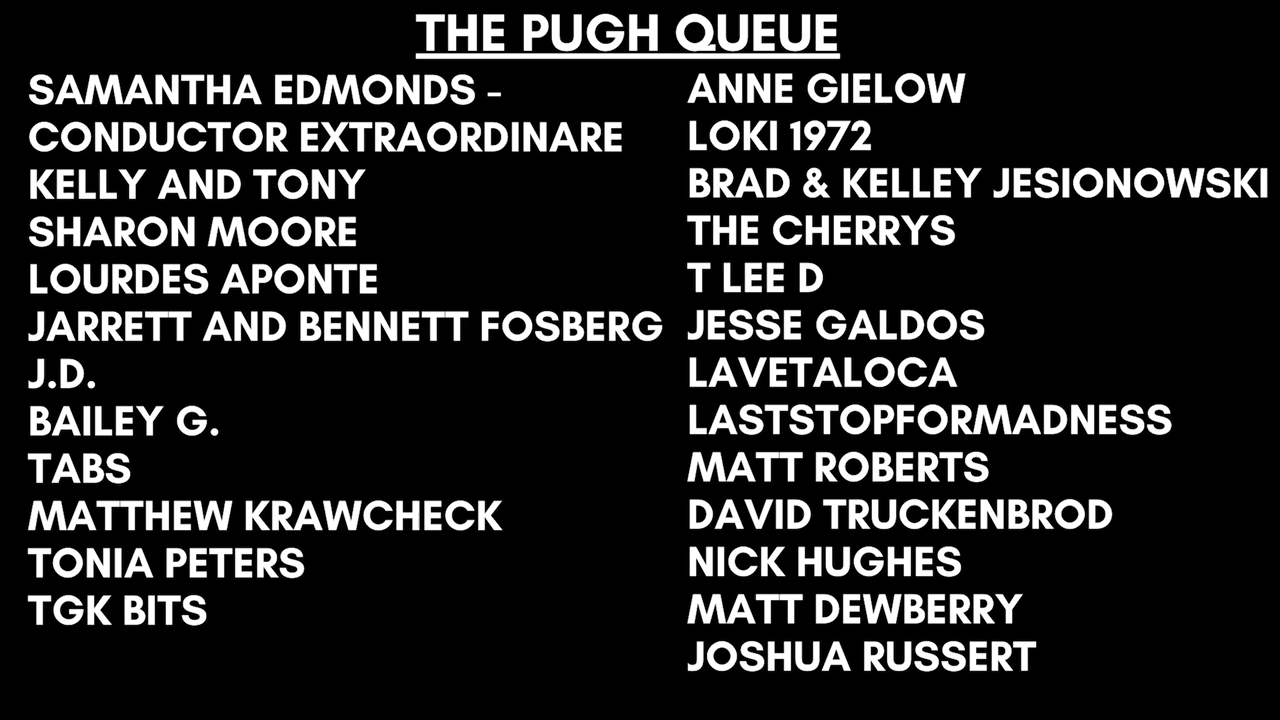 THE PUGH QUEUE
SAMANTHA EDMONDS -
CONDUCTOR EXTRAORDINARE
KELLY AND TONY
SHARON MOORE
LOURDES APONTE
JARRETT AND BENNETT FOSBERG
J.D.
BAILEY G.
TABS
MATTHEW KRAWCHECK
TONIA PETERS
TGK BITS
ANNE GIELOW
LOKI 1972
BRAD & KELLEY JESIONOWSKI
THE CHERRYS
T LEE D
JESSE GALDOS
LAVETALOCA
LASTSTOPFORMADNESS
MATT ROBERTS
DAVID TRUCKENBROD
NICK HUGHES
MATT DEWBERRY
JOSHUA RUSSERT